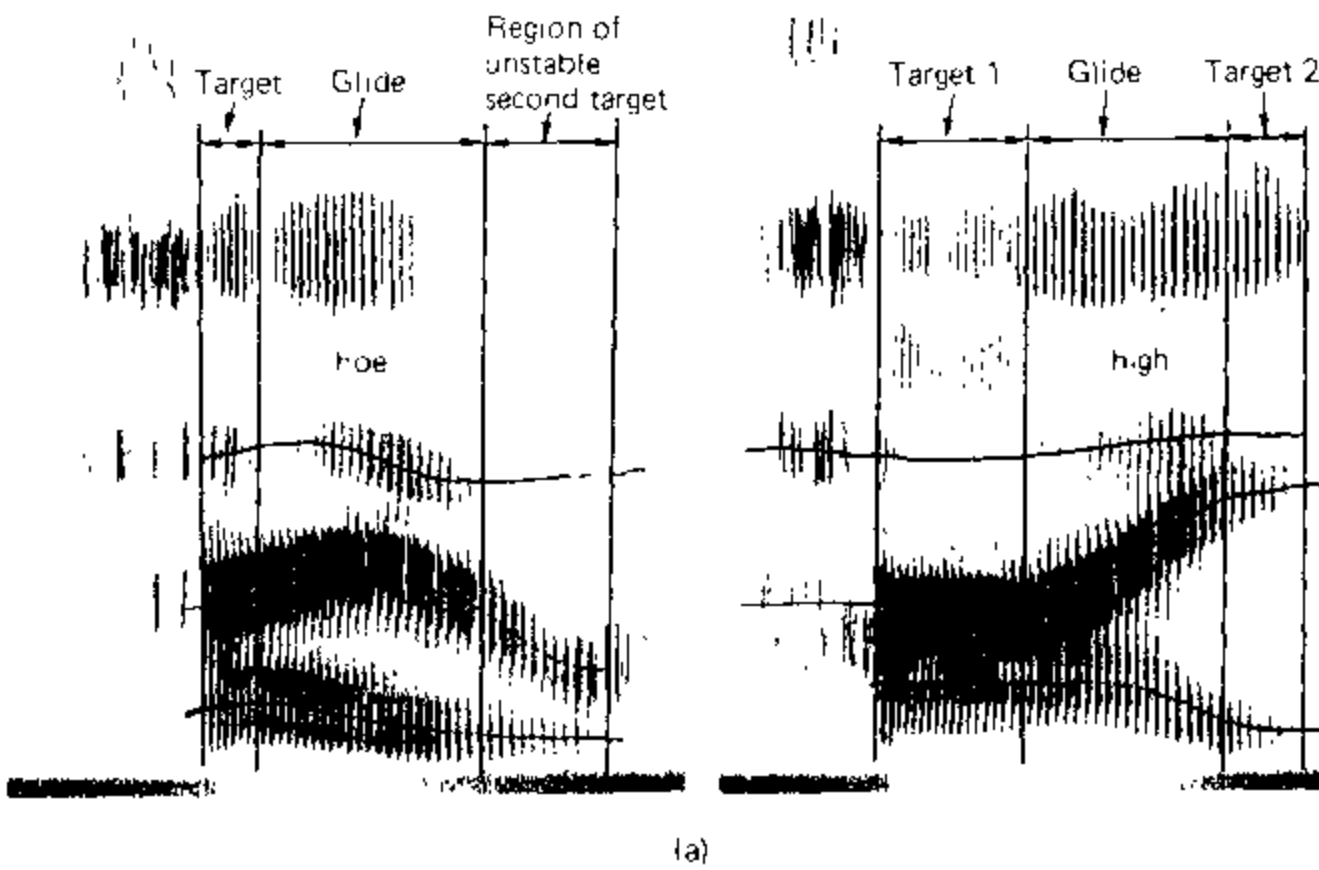 Region of
unstable
second target
Target
Glide
Target 1
Glide
Target 2
hoe
high
(a)